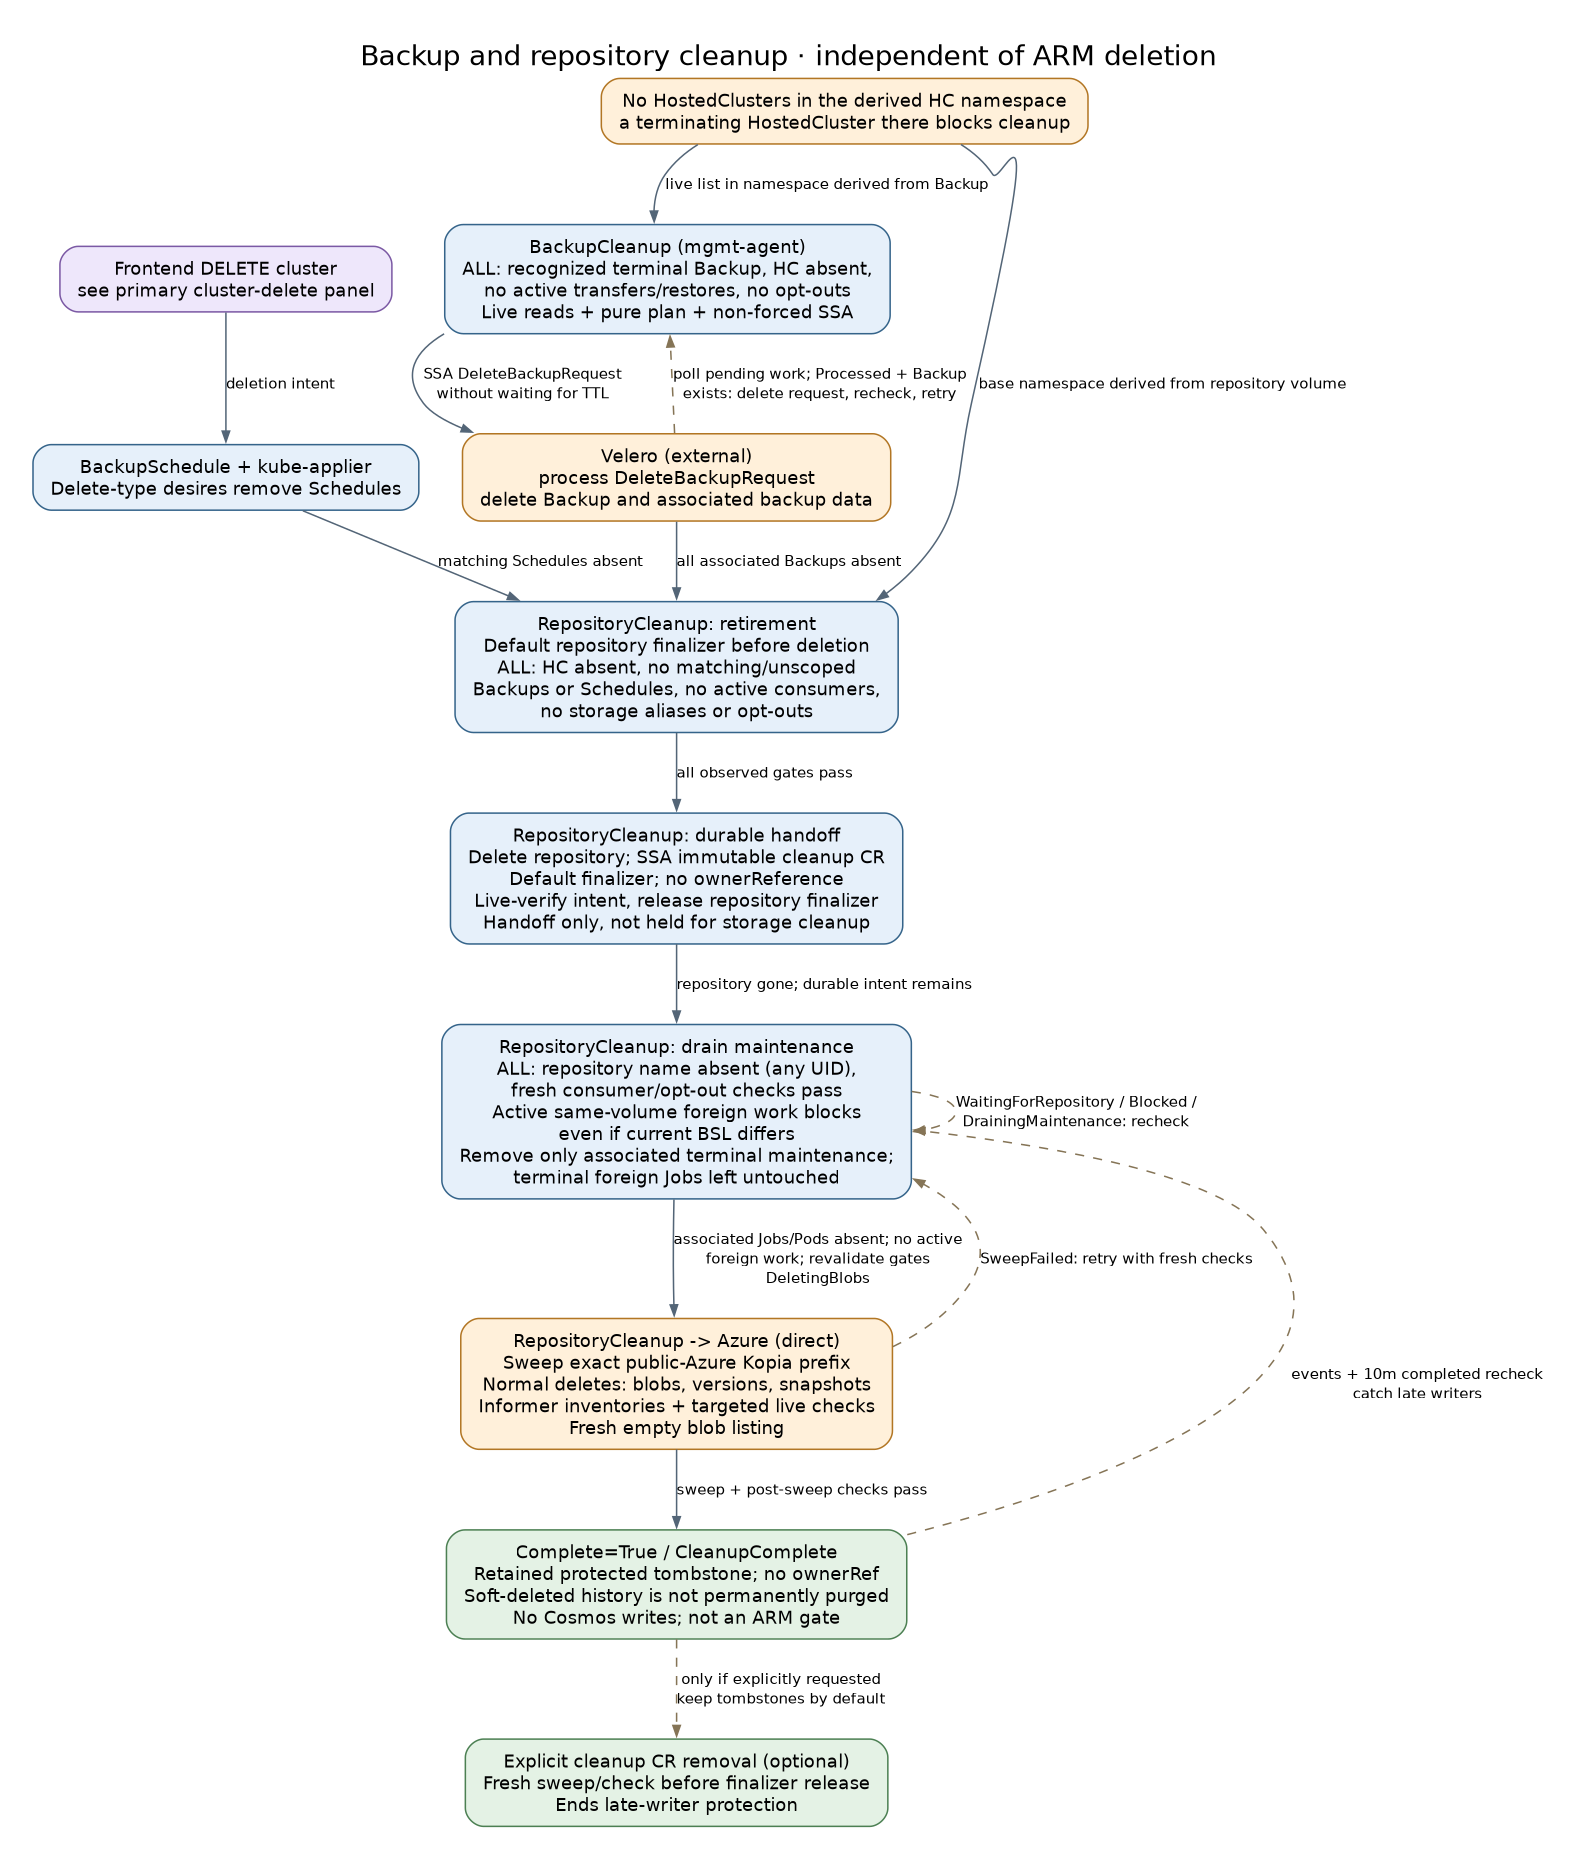 Backup and repository cleanup · independent of ARM deletion
No HostedClusters in the derived HC namespace
a terminating HostedCluster there blocks cleanup
live list in namespace derived from Backup
BackupCleanup (mgmt-agent)
ALL: recognized terminal Backup, HC absent,
no active transfers/restores, no opt-outs
Live reads + pure plan + non-forced SSA
Frontend DELETE cluster
see primary cluster-delete panel
deletion intent
SSA DeleteBackupRequest
without waiting for TTL
poll pending work; Processed + Backup
exists: delete request, recheck, retry
base namespace derived from repository volume
BackupSchedule + kube-applier
Delete-type desires remove Schedules
Velero (external)
process DeleteBackupRequest
delete Backup and associated backup data
matching Schedules absent
all associated Backups absent
RepositoryCleanup: retirement
Default repository finalizer before deletion
ALL: HC absent, no matching/unscoped
Backups or Schedules, no active consumers,
no storage aliases or opt-outs
all observed gates pass
RepositoryCleanup: durable handoff
Delete repository; SSA immutable cleanup CR
Default finalizer; no ownerReference
Live-verify intent, release repository finalizer
Handoff only, not held for storage cleanup
repository gone; durable intent remains
RepositoryCleanup: drain maintenance
ALL: repository name absent (any UID),
fresh consumer/opt-out checks pass
Active same-volume foreign work blocks
even if current BSL differs
Remove only associated terminal maintenance;
terminal foreign Jobs left untouched
WaitingForRepository / Blocked /
DrainingMaintenance: recheck
associated Jobs/Pods absent; no active
foreign work; revalidate gates
DeletingBlobs
SweepFailed: retry with fresh checks
RepositoryCleanup -> Azure (direct)
Sweep exact public-Azure Kopia prefix
Normal deletes: blobs, versions, snapshots
Informer inventories + targeted live checks
Fresh empty blob listing
events + 10m completed recheck
catch late writers
sweep + post-sweep checks pass
Complete=True / CleanupComplete
Retained protected tombstone; no ownerRef
Soft-deleted history is not permanently purged
No Cosmos writes; not an ARM gate
only if explicitly requested
keep tombstones by default
Explicit cleanup CR removal (optional)
Fresh sweep/check before finalizer release
Ends late-writer protection